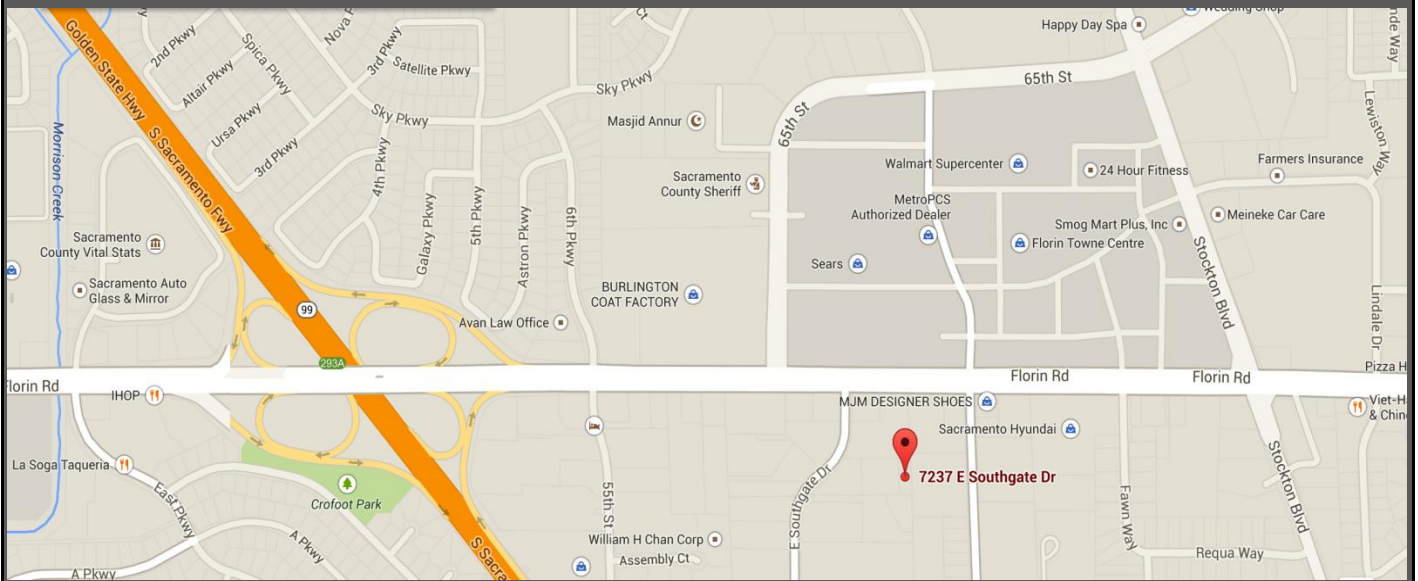 Wedding Shop
Happy Day Spa
Golden State Hwy
2nd Pkwy
Spica Pkwy
3rd Pkwy
Satellite Pkwy
Altair Pkwy
65th St
Sky Pkwy
Lewiston Way
Sky Pkwy
Masjid Annur
65th St
Ursa Pkwy
Morrison Creek
S Sacramento Fwy
3rd Pkwy
4th Pkwy
Walmart Supercenter
24 Hour Fitness
Farmers Insurance
Sacramento
County Sheriff
MetroPCS
Authorized Dealer
5th Pkwy
Galaxy Pkwy
Astron Pkwy
6th Pkwy
Smog Mart Plus, Inc
Meineke Car Care
Sacramento
County Vital Stats
Florin Towne Centre
Sears
Stockton Blvd
Sacramento Auto
Glass & Mirror
BURLINGTON
COAT FACTORY
99
Avan Law Office
Lindale Dr
293A
Florin Rd
Florin Rd
Florin Rd
IHOP
MJM DESIGNER SHOES
Sacramento Hyundai
La Soga Taqueria
7237 E Southgate Dr
Crofoot Park
East Pkwy
55th St
E Southgate Dr
Fawn Way
Stockton Blvd
William H Chan Corp
Assembly Ct
Requa Way
A Pkwy
A Pkwy